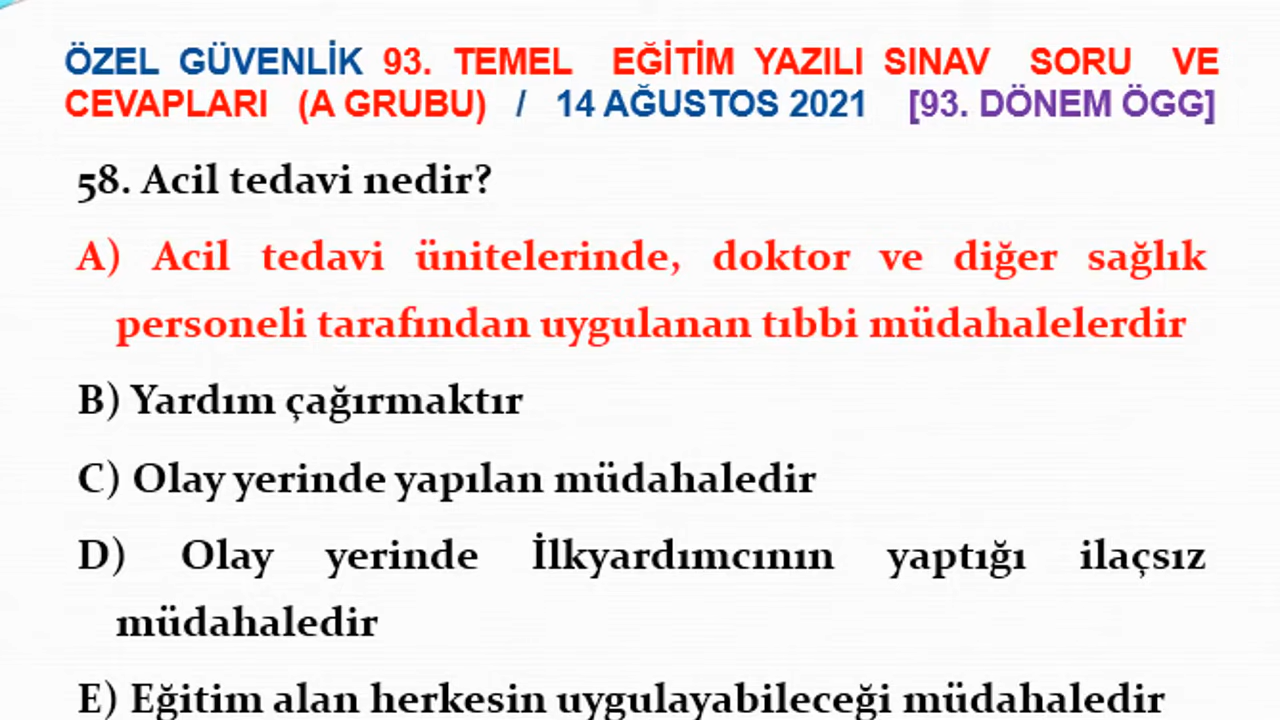 ÖZEL GÜVENLİK 93. TEMEL EĞİTİM YAZILI SINAV SORU VE
CEVAPLARI (A GRUBU) / 14 AĞUSTOS 2021 [93. DÖNEM ÖGG]
58. Acil tedavi nedir?
A) Acil tedavi ünitelerinde, doktor ve diğer sağlık
personeli tarafından uygulanan tıbbi müdahalelerdir
B) Yardım çağırmaktır
C) Olay yerinde yapılan müdahaledir
D) Olay yerinde İlkyardımcının yaptığı ilaçsız
müdahaledir
E) Eğitim alan herkesin uygulayabileceği müdahaledir